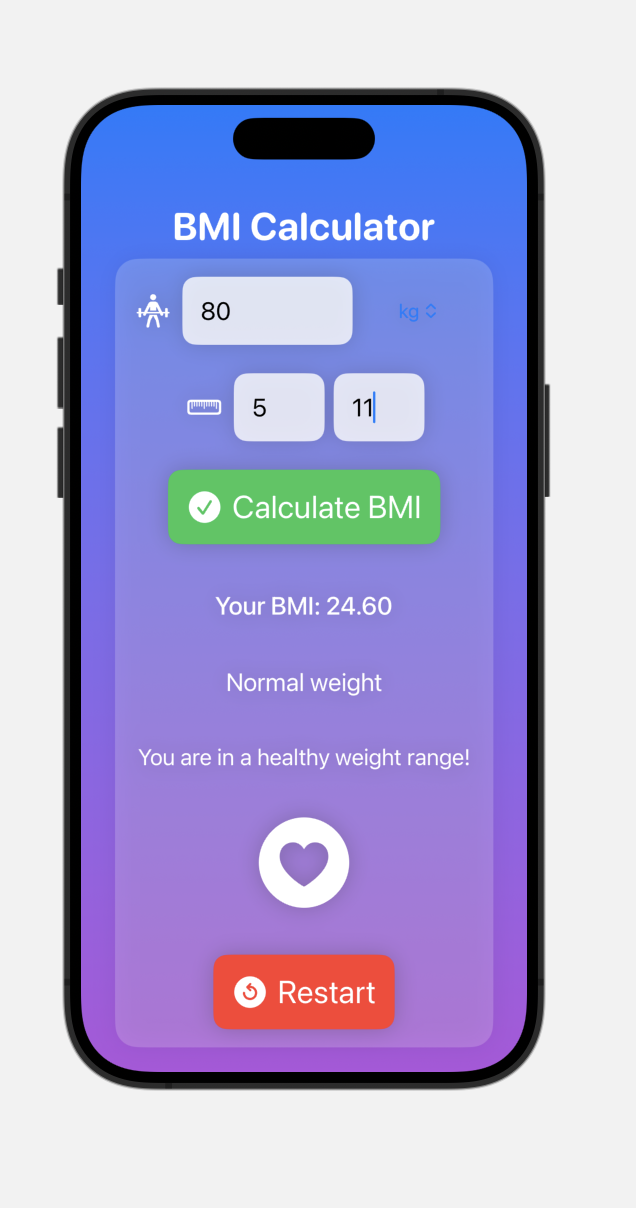 BMI Calculator
80 kg
5 11
Calculate BMI
Your BMI: 24.60
Normal weight
You are in a healthy weight range!
Restart